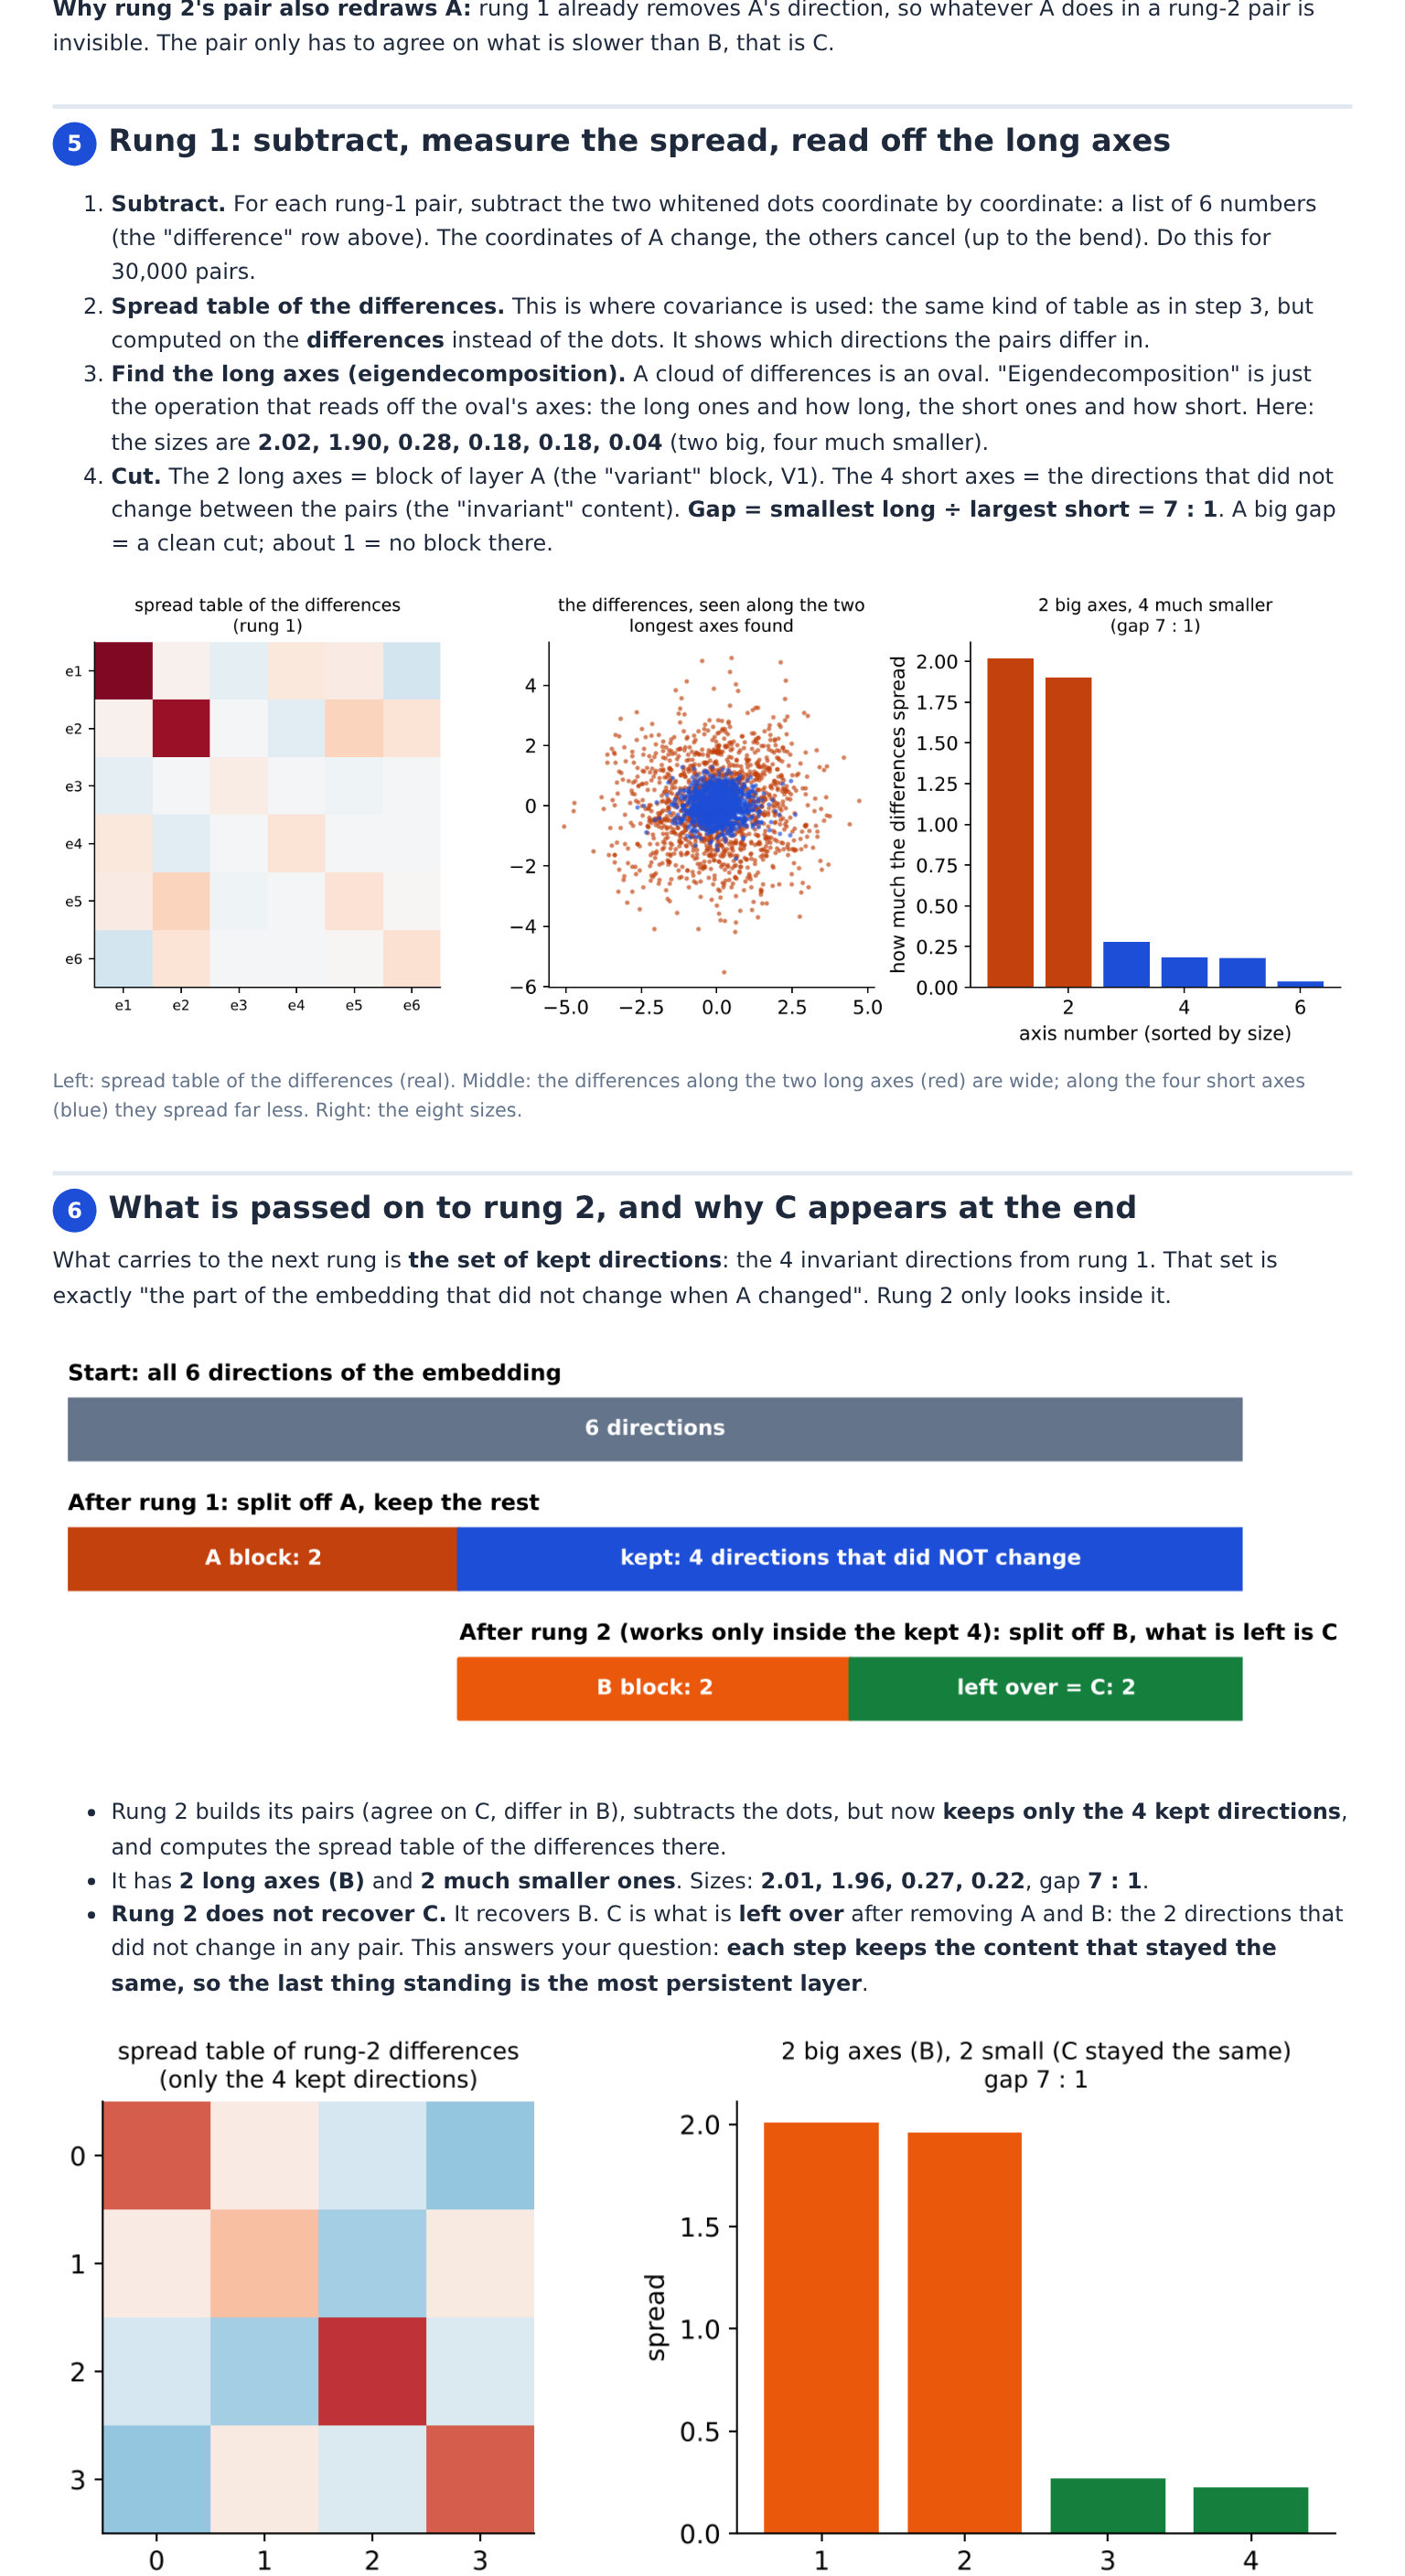 Why rung 2's pair also redraws A: rung 1 already removes A's direction, so whatever A does in a rung-2 pair is
invisible. The pair only has to agree on what is slower than B, that is C.
5 Rung 1: subtract, measure the spread, read off the long axes
1. Subtract. For each rung-1 pair, subtract the two whitened dots coordinate by coordinate: a list of 6 numbers
(the "difference" row above). The coordinates of A change, the others cancel (up to the bend). Do this for
30,000 pairs.
2. Spread table of the differences. This is where covariance is used: the same kind of table as in step 3, but
computed on the differences instead of the dots. It shows which directions the pairs differ in.
3. Find the long axes (eigendecomposition). A cloud of differences is an oval. "Eigendecomposition" is just
the operation that reads off the oval's axes: the long ones and how long, the short ones and how short. Here:
the sizes are 2.02, 1.90, 0.28, 0.18, 0.18, 0.04 (two big, four much smaller).
4. Cut. The 2 long axes = block of layer A (the "variant" block, V1). The 4 short axes = the directions that did not
change between the pairs (the "invariant" content). Gap = smallest long ÷ largest short = 7 : 1. A big gap
= a clean cut; about 1 = no block there.
spread table of the differences
(rung 1)
e1
e2
e3
e4
e5
e6
e1 e2 e3 e4 e5 e6
the differences, seen along the two
longest axes found
4
2
0
−2
−4
−6
−5.0 −2.5 0.0 2.5 5.0
2 big axes, 4 much smaller
(gap 7 : 1)
how much the differences spread
2.00
1.75
1.50
1.25
1.00
0.75
0.50
0.25
0.00
2 4 6
axis number (sorted by size)
Left: spread table of the differences (real). Middle: the differences along the two long axes (red) are wide; along the four short axes
(blue) they spread far less. Right: the eight sizes.
6 What is passed on to rung 2, and why C appears at the end
What carries to the next rung is the set of kept directions: the 4 invariant directions from rung 1. That set is
exactly "the part of the embedding that did not change when A changed". Rung 2 only looks inside it.
Start: all 6 directions of the embedding
6 directions
After rung 1: split off A, keep the rest
A block: 2 kept: 4 directions that did NOT change
After rung 2 (works only inside the kept 4): split off B, what is left is C
B block: 2 left over = C: 2
• Rung 2 builds its pairs (agree on C, differ in B), subtracts the dots, but now keeps only the 4 kept directions,
and computes the spread table of the differences there.
• It has 2 long axes (B) and 2 much smaller ones. Sizes: 2.01, 1.96, 0.27, 0.22, gap 7 : 1.
• Rung 2 does not recover C. It recovers B. C is what is left over after removing A and B: the 2 directions that
did not change in any pair. This answers your question: each step keeps the content that stayed the
same, so the last thing standing is the most persistent layer.
spread table of rung-2 differences
(only the 4 kept directions)
0
1
2
3
0 1 2 3
2 big axes (B), 2 small (C stayed the same)
gap 7 : 1
spread
2.0
1.5
1.0
0.5
0.0
1 2 3 4